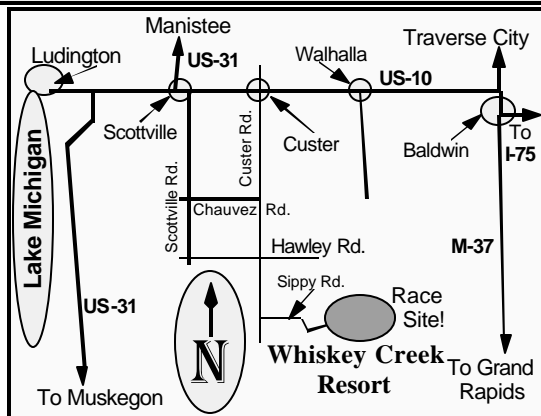 Manistee
Ludington
US-31
Walhalla
Traverse City
US-10
Scottville
Custer
Baldwin
To
I-75
Custer Rd.
Scottville Rd.
Chauvez Rd.
Lake Michigan
Hawley Rd.
M-37
Sippy Rd.
US-31
Race
Site!
N
Whiskey Creek
Resort
To Muskegon
To Grand
Rapids